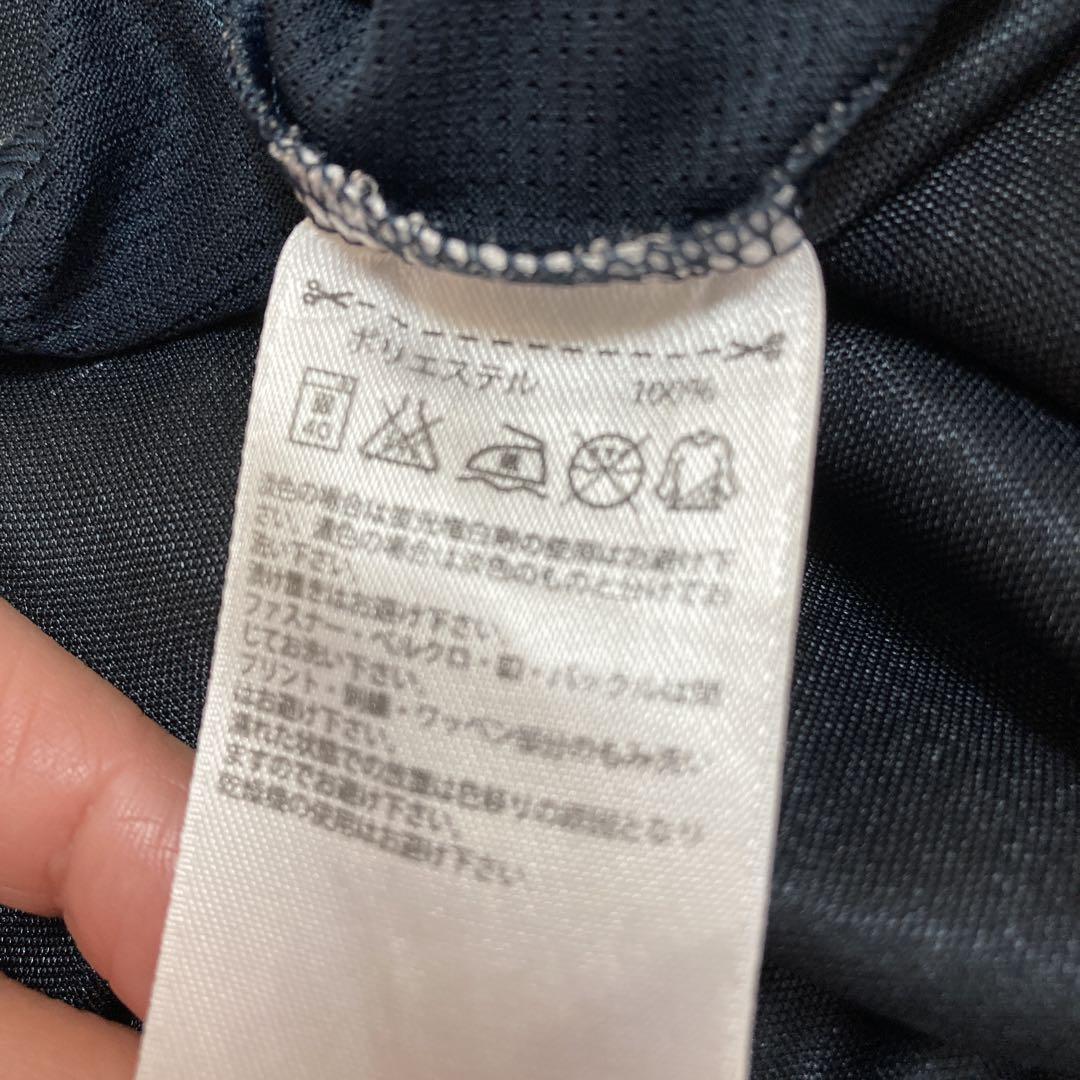 ポリエステル 100%
淡色の場合は蛍光増白剤の使用はお避け下
さい。濃色の場合は淡色のものと分けてお
洗い下さい。
漬け置きはお避け下さい。
ファスナー・ベルクロ・釦・バックルは閉
してお洗い下さい。
プリント・刺繍・ワッペン部分のもみ洗い
はお避け下さい。
濡れた状態での放置は色移りの原因となり
ますのでお避け下さい。
乾燥機の使用はお避け下さい